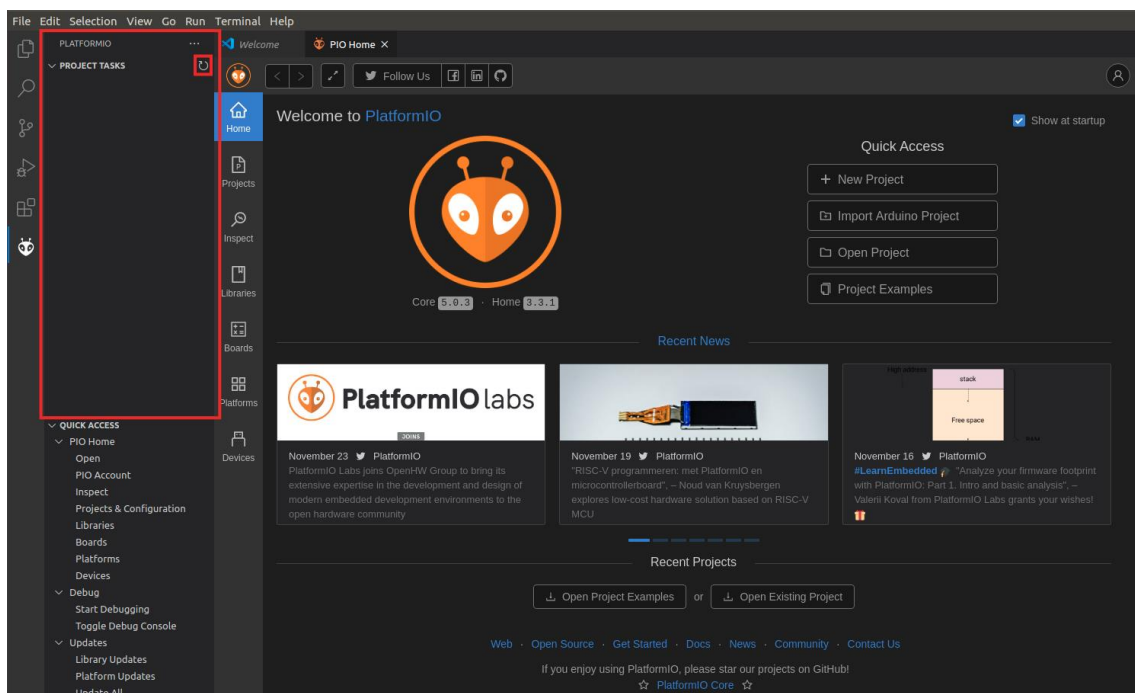 File Edit Selection View Go Run Terminal Help
PLATFORMIO
PROJECT TASKS
QUICK ACCESS
PIO Home
Open
PIO Account
Inspect
Projects & Configuration
Libraries
Boards
Platforms
Devices
Debug
Start Debugging
Toggle Debug Console
Updates
Library Updates
Platform Updates
Update All
Welcome PIO Home
Follow Us
Home
Projects
Inspect
Libraries
Boards
Platforms
Devices
Welcome to PlatformIO
Show at startup
Core 5.0.3 · Home 3.3.1
Quick Access
New Project
Import Arduino Project
Open Project
Project Examples
Recent News
PlatformIO labs
JOINS
November 23 PlatformIO
PlatformIO Labs joins OpenHW Group to bring its
extensive expertise in the development and design of
modern embedded development environments to the
open hardware community
November 19 PlatformIO
"RISC-V programmeren: met PlatformIO en
microcontrollerboard", – Noud van Kruysbergen
explores low-cost hardware solution based on RISC-V
MCU
High address
stack
Free space
November 16 PlatformIO
#LearnEmbedded "Analyze your firmware footprint
with PlatformIO: Part 1. Intro and basic analysis", –
Valerii Koval from PlatformIO Labs grants your wishes!
Recent Projects
Open Project Examples or Open Existing Project
Web · Open Source · Get Started · Docs · News · Community · Contact Us
If you enjoy using PlatformIO, please star our projects on GitHub!
☆ PlatformIO Core ☆